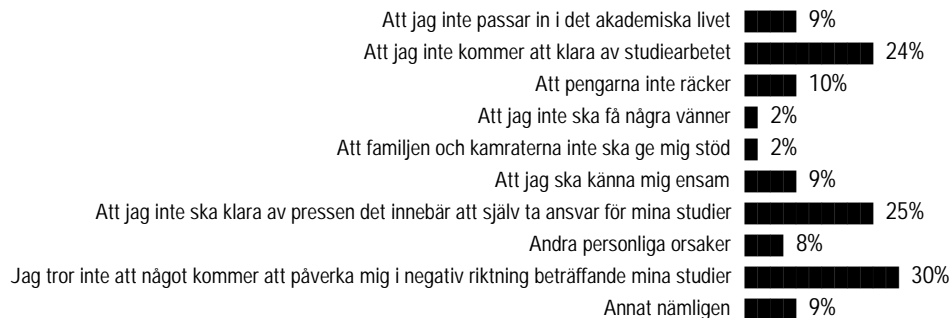 Att jag inte passar in i det akademiska livet 9%
Att jag inte kommer att klara av studiearbetet 24%
Att pengarna inte räcker 10%
Att jag inte ska få några vänner 2%
Att familjen och kamraterna inte ska ge mig stöd 2%
Att jag ska känna mig ensam 9%
Att jag inte ska klara av pressen det innebär att själv ta ansvar för mina studier 25%
Andra personliga orsaker 8%
Jag tror inte att något kommer att påverka mig i negativ riktning beträffande mina studier 30%
Annat nämligen 9%